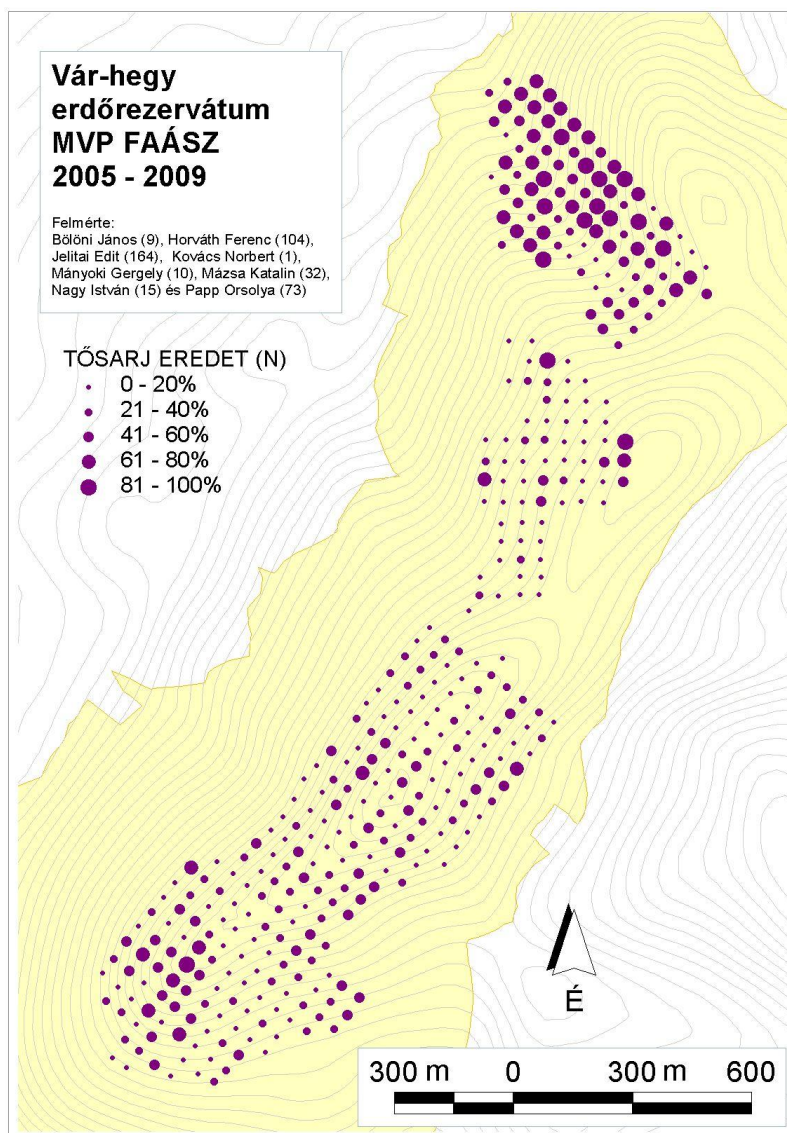 Vár-hegy
erdőrezervátum
MVP FAÁSZ
2005 - 2009
Felmérte:
Bölöni János (9), Horváth Ferenc (104),
Jelitai Edit (164), Kovács Norbert (1),
Mányoki Gergely (10), Mázsa Katalin (32),
Nagy István (15) és Papp Orsolya (73)
TŐSARJ EREDET (N)
0 - 20%
21 - 40%
41 - 60%
61 - 80%
81 - 100%
É
300 m 0 300 m 600